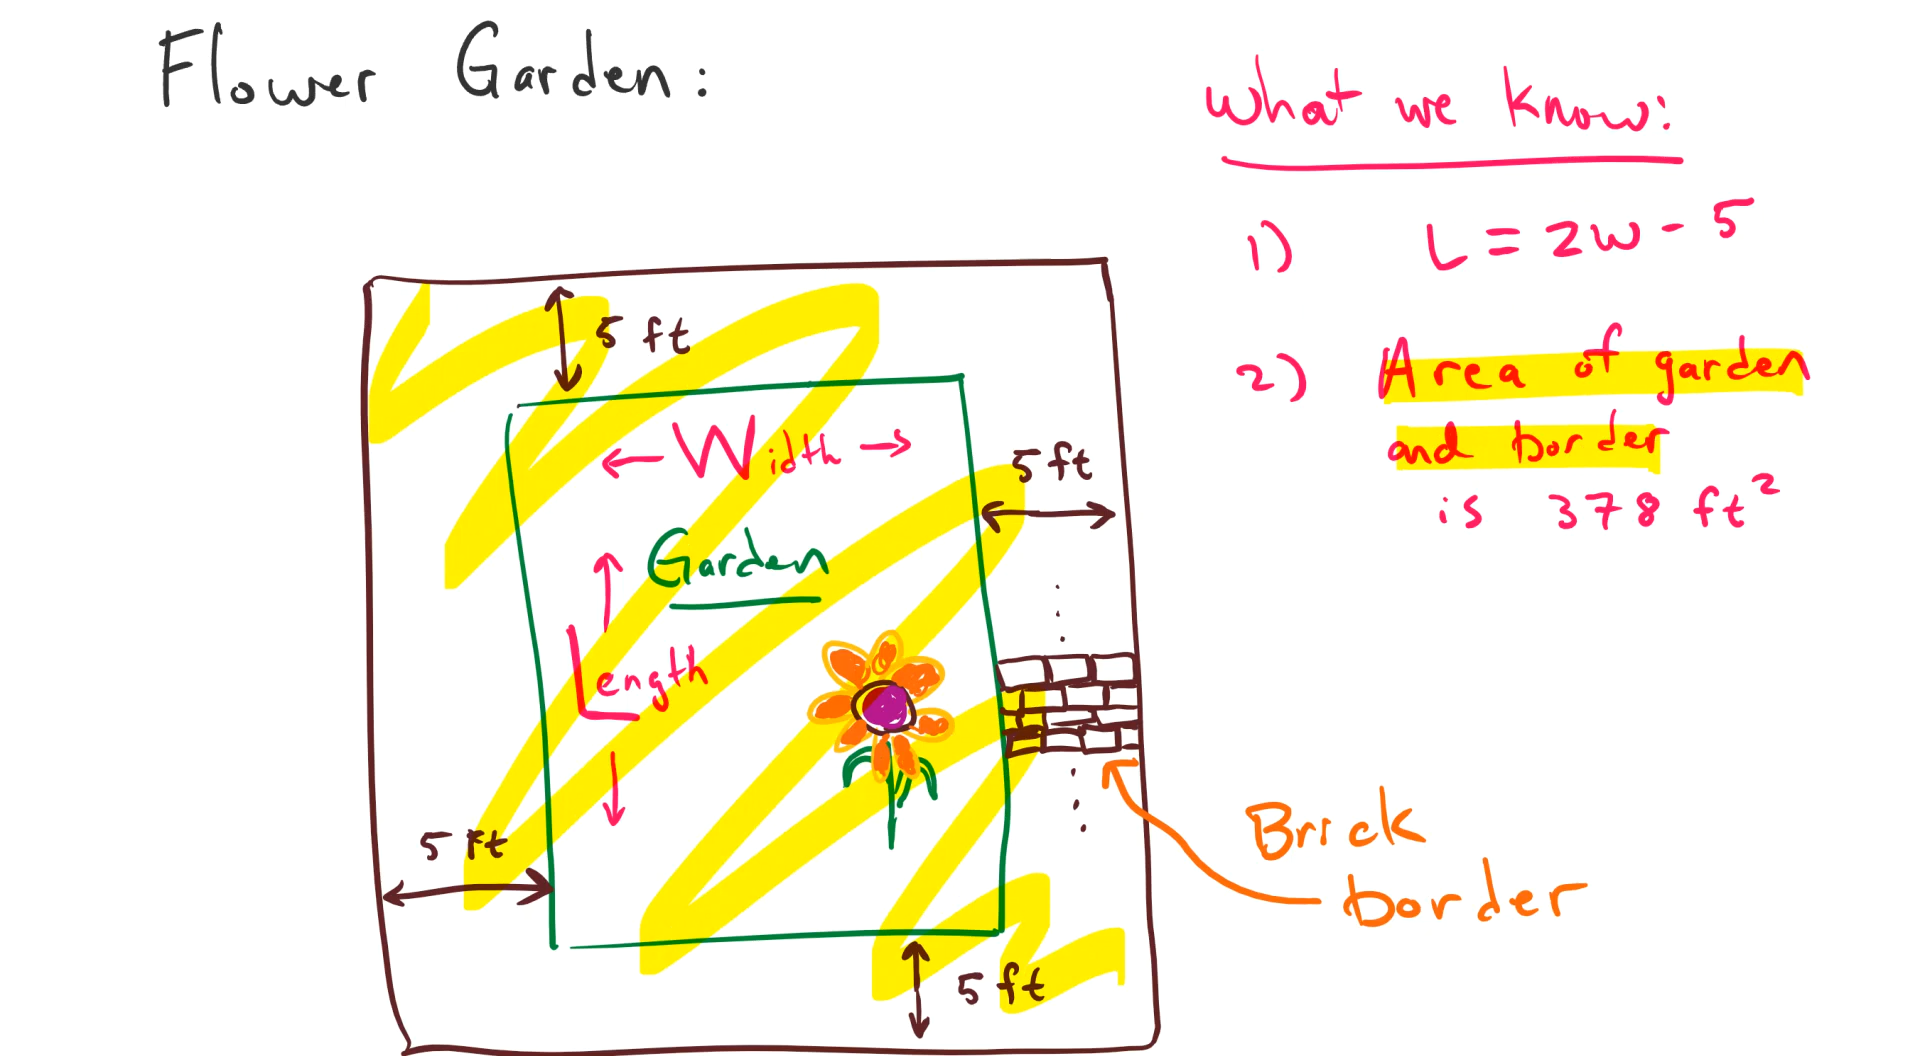 Flower Garden:
What we know:
1) L = 2w - 5
2) Area of garden
and border
is 378 ft²
5 ft
← Width →
5 ft
Garden
Length
5 ft
5 ft
Brick
border